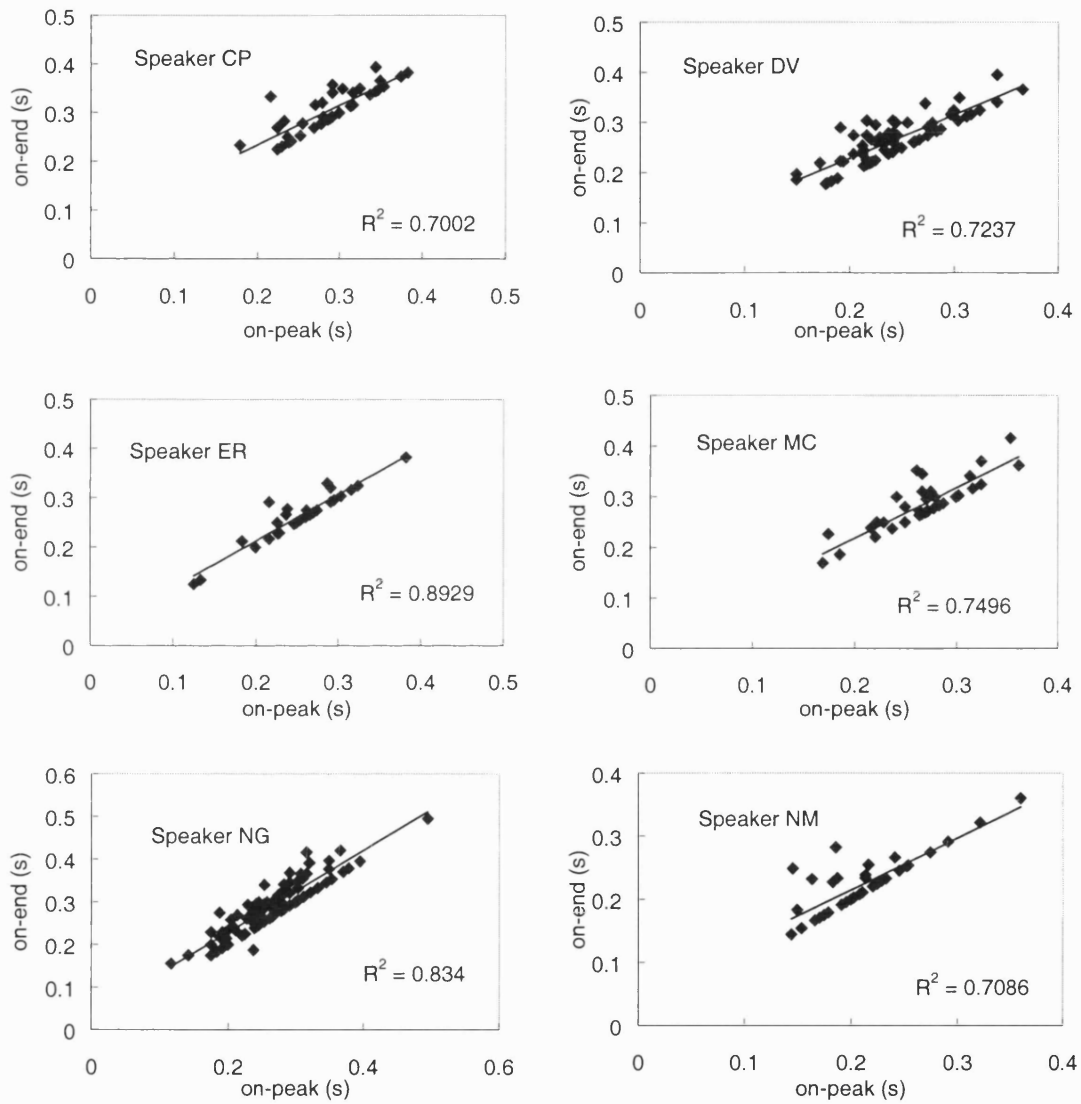 0.5
0.4
0.3
0.2
0.1
0
on-end (s)
Speaker CP
R² = 0.7002
0 0.1 0.2 0.3 0.4 0.5
on-peak (s)
0.5
0.4
0.3
0.2
0.1
0
on-end (s)
Speaker DV
R² = 0.7237
0 0.1 0.2 0.3 0.4
on-peak (s)
0.5
0.4
0.3
0.2
0.1
0
on-end (s)
Speaker ER
R² = 0.8929
0 0.1 0.2 0.3 0.4 0.5
on-peak (s)
0.5
0.4
0.3
0.2
0.1
0
on-end (s)
Speaker MC
R² = 0.7496
0 0.1 0.2 0.3 0.4
on-peak (s)
0.6
0.5
0.4
0.3
0.2
0.1
0
on-end (s)
Speaker NG
R² = 0.834
0 0.2 0.4 0.6
on-peak (s)
0.4
0.3
0.2
0.1
0
on-end (s)
Speaker NM
R² = 0.7086
0 0.1 0.2 0.3 0.4
on-peak (s)